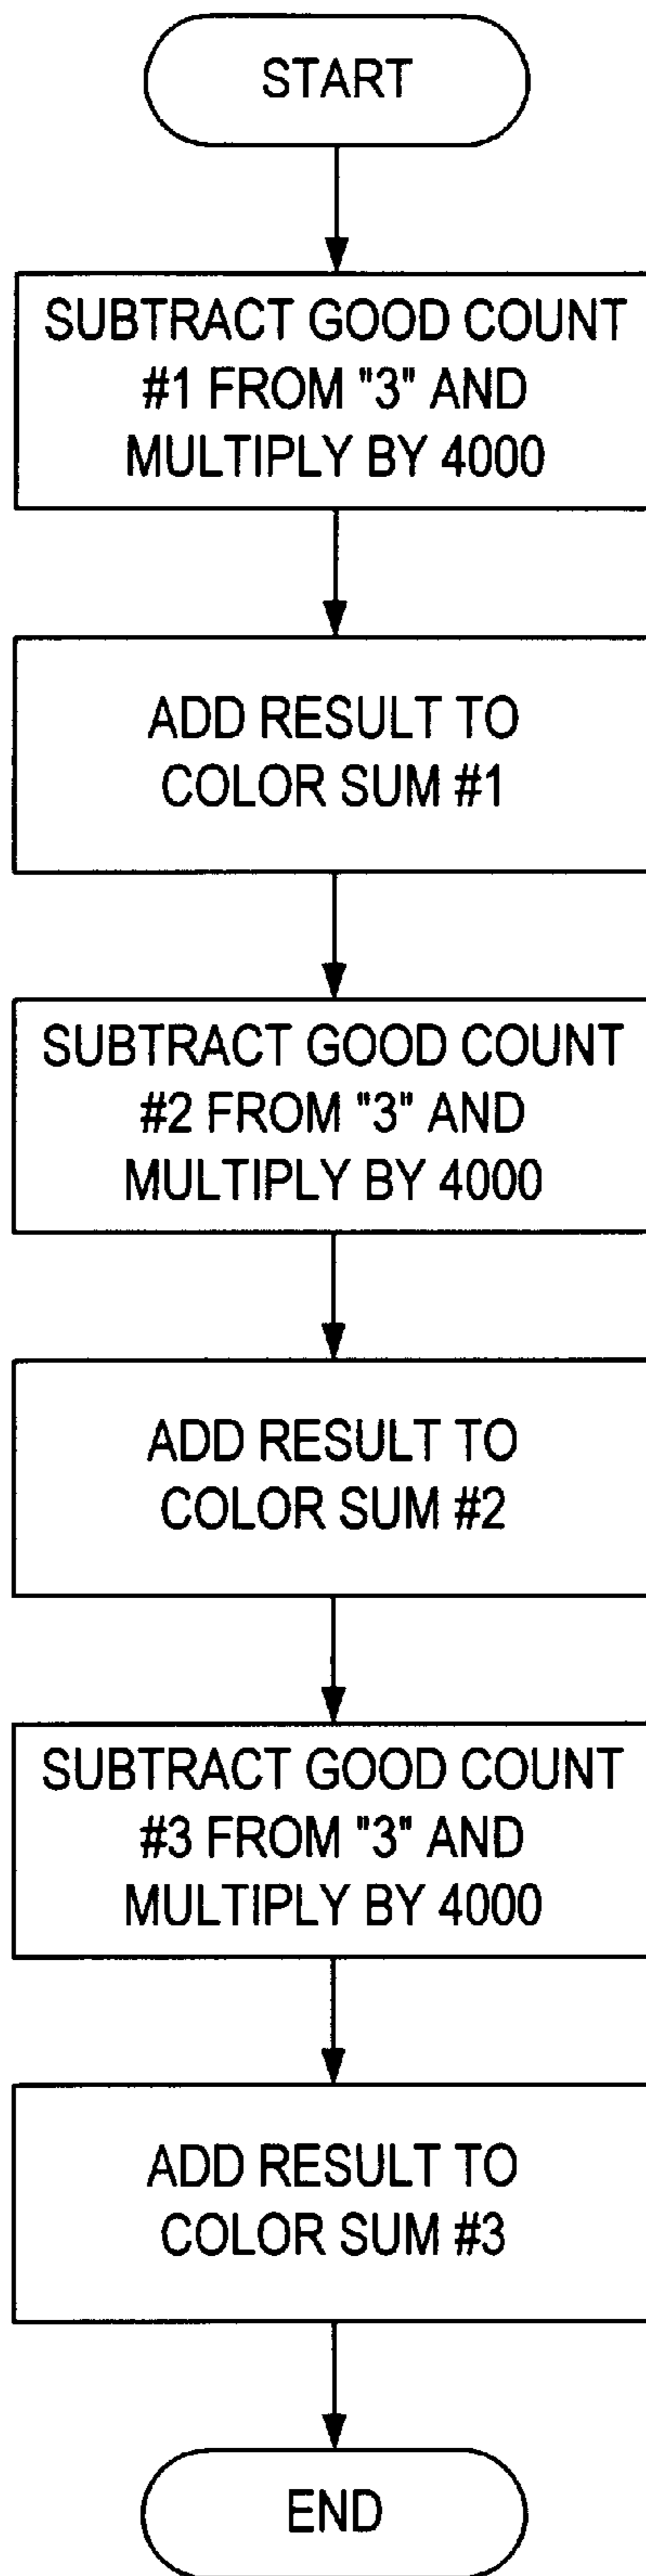 START
SUBTRACT GOOD COUNT
#1 FROM "3" AND
MULTIPLY BY 4000
ADD RESULT TO
COLOR SUM #1
SUBTRACT GOOD COUNT
#2 FROM "3" AND
MULTIPLY BY 4000
ADD RESULT TO
COLOR SUM #2
SUBTRACT GOOD COUNT
#3 FROM "3" AND
MULTIPLY BY 4000
ADD RESULT TO
COLOR SUM #3
END